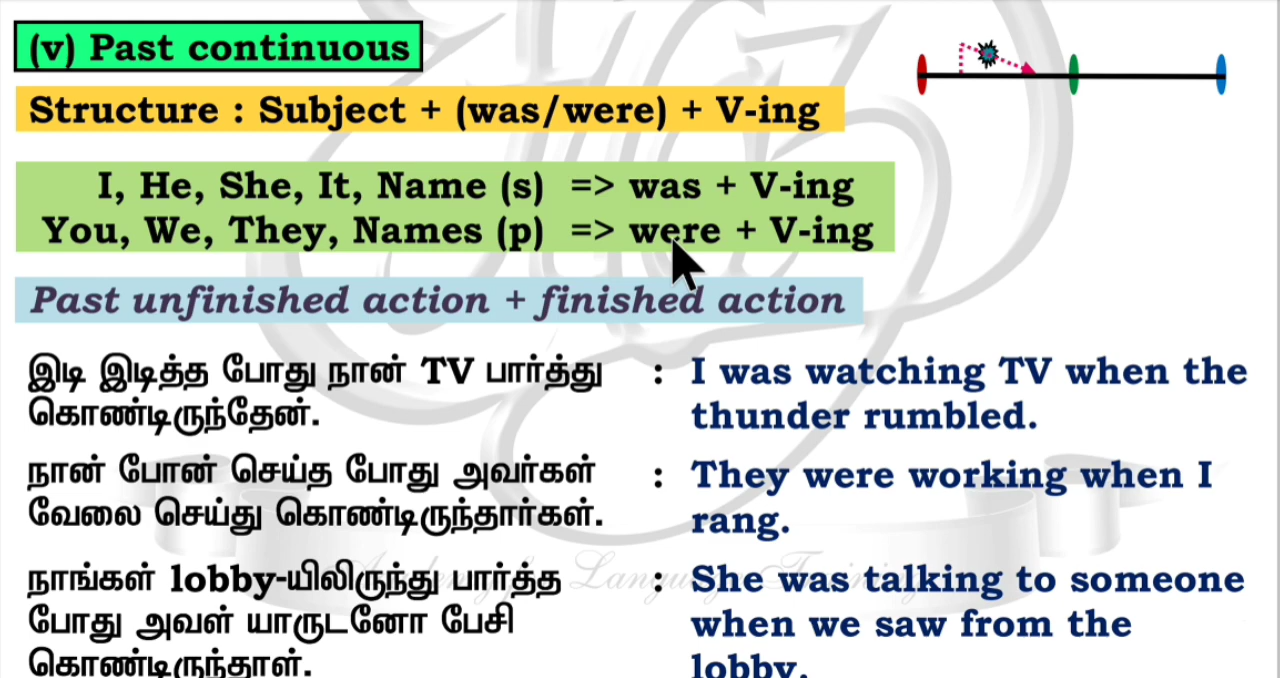 (v) Past continuous
Structure : Subject + (was/were) + V-ing
I, He, She, It, Name (s) => was + V-ing
You, We, They, Names (p) => were + V-ing
Past unfinished action + finished action
இடி இடித்த போது நான் TV பார்த்து : I was watching TV when the
கொண்டிருந்தேன். thunder rumbled.
நான் போன் செய்த போது அவர்கள் : They were working when I
வேலை செய்து கொண்டிருந்தார்கள். rang.
நாங்கள் lobby-யிலிருந்து பார்த்த : She was talking to someone
போது அவள் யாருடனோ பேசி when we saw from the
கொண்டிருந்தாள். lobby.